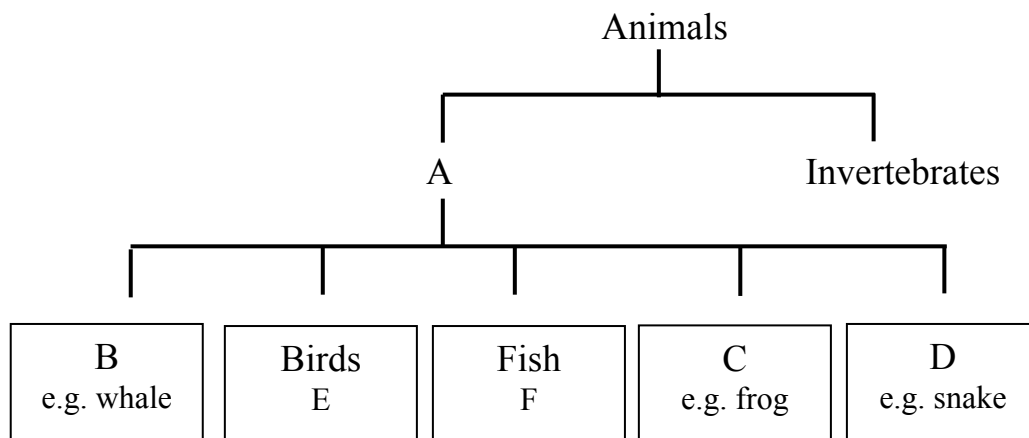 Animals
A
Invertebrates
B
e.g. whale
Birds
E
Fish
F
C
e.g. frog
D
e.g. snake